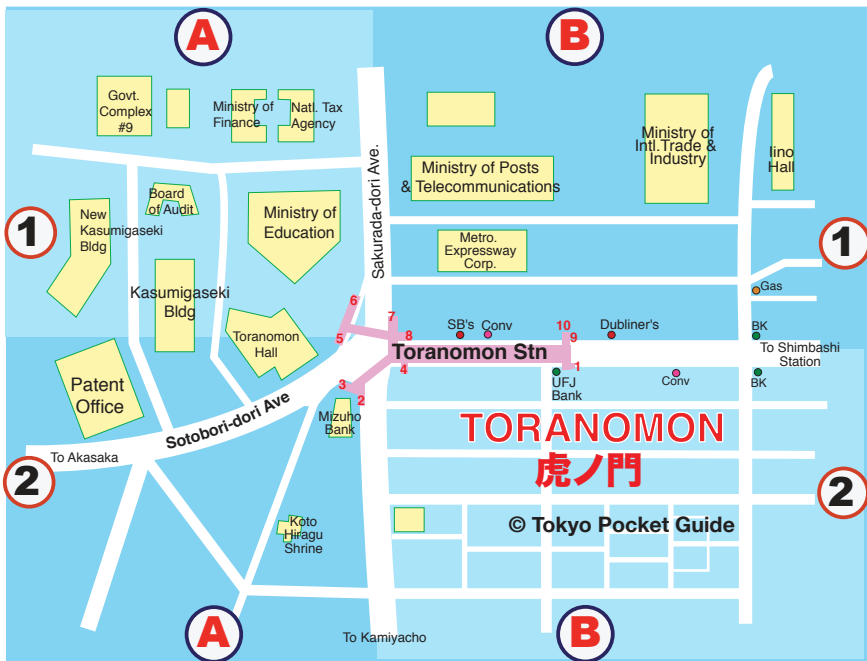 A
B
Govt.
Complex
#9
Ministry of
Finance
Natl. Tax
Agency
Sakurada-dori Ave.
Ministry of
Intl.Trade &
Industry
Iino
Hall
Ministry of Posts
& Telecommunications
Board
of Audit
1
New
Kasumigaseki
Bldg
Ministry of
Education
Metro.
Expressway
Corp.
1
Kasumigaseki
Bldg
Gas
6
7
5
8
SB's
Conv
10
9
Dubliner's
BK
Toranomon
Hall
Toranomon Stn
To Shimbashi
Station
3
4
2
1
UFJ
Bank
Conv
BK
Patent
Office
Sotobori-dori Ave
Mizuho
Bank
TORANOMON
虎ノ門
To Akasaka
2
2
Koto
Hiragu
Shrine
© Tokyo Pocket Guide
A
To Kamiyacho
B